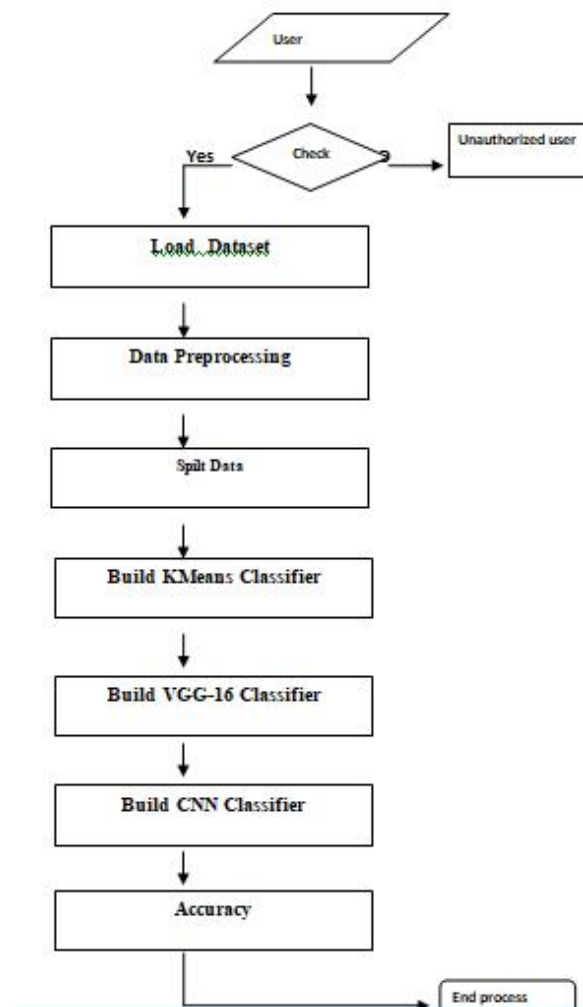 User
Check
Yes
Unauthorized user
Load Dataset
Data Preprocessing
Spilt Data
Build KMeans Classifier
Build VGG-16 Classifier
Build CNN Classifier
Accuracy
End process